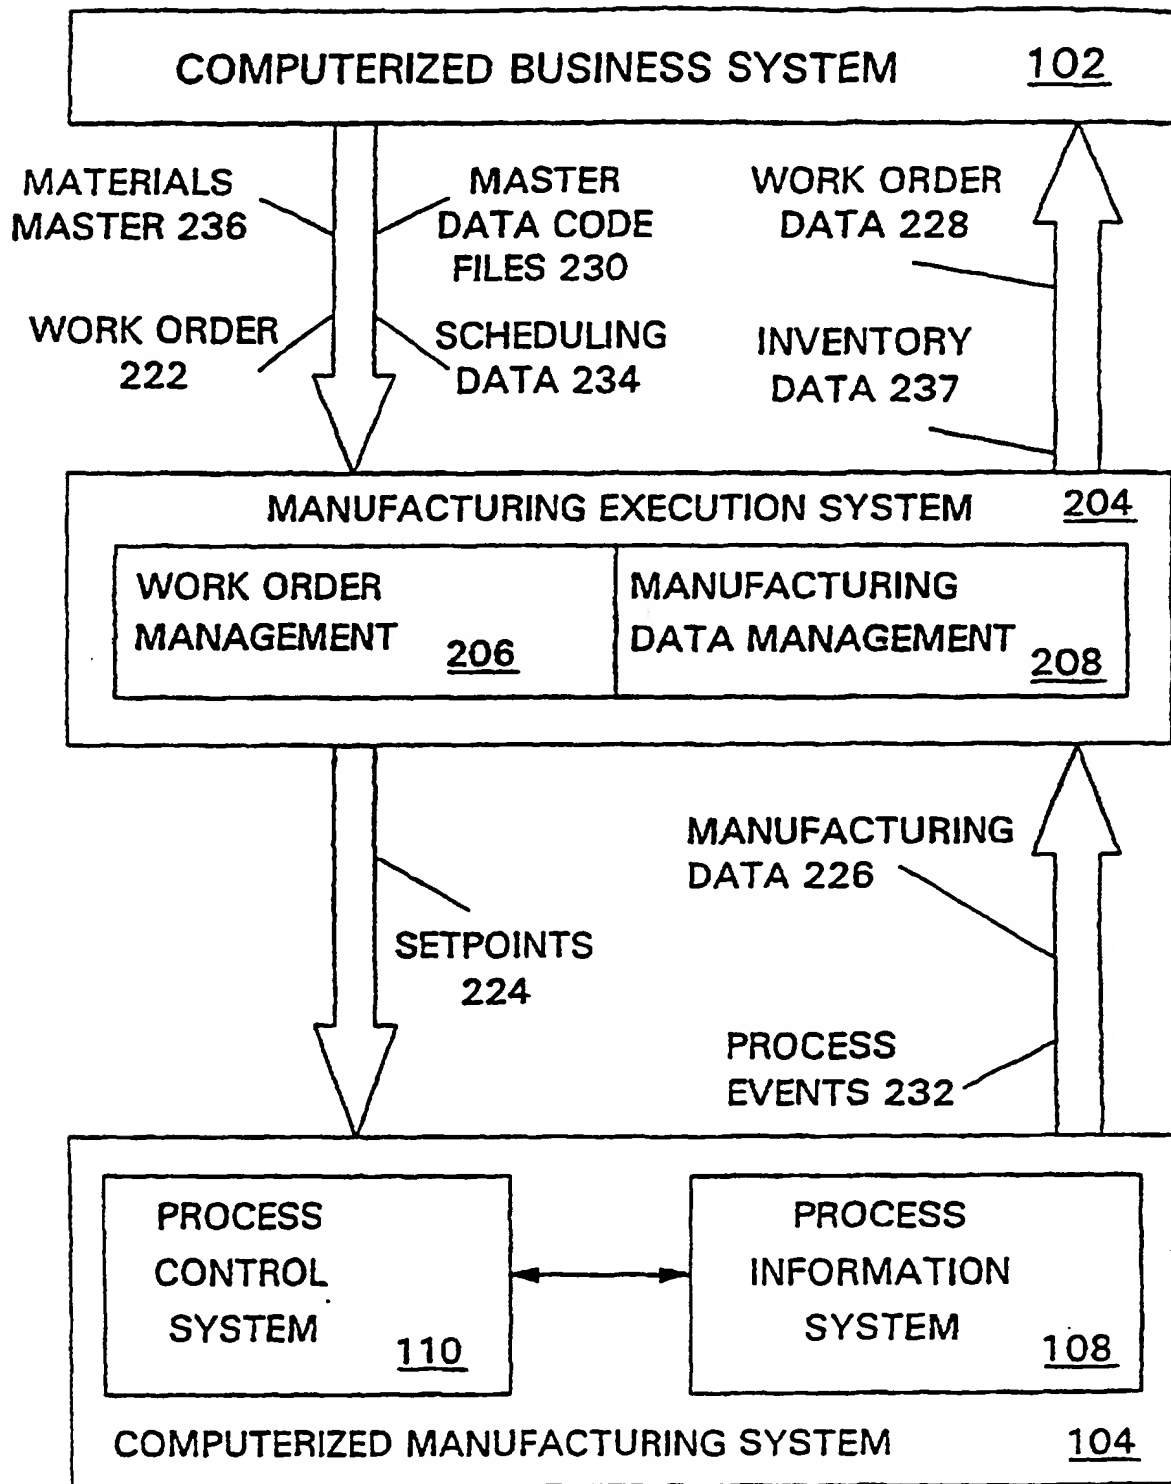 COMPUTERIZED BUSINESS SYSTEM 102
MATERIALS
MASTER 236
MASTER
DATA CODE
FILES 230
WORK ORDER
DATA 228
WORK ORDER
222
SCHEDULING
DATA 234
INVENTORY
DATA 237
MANUFACTURING EXECUTION SYSTEM 204
WORK ORDER
MANAGEMENT 206
MANUFACTURING
DATA MANAGEMENT 208
MANUFACTURING
DATA 226
SETPOINTS
224
PROCESS
EVENTS 232
PROCESS
CONTROL
SYSTEM
110
PROCESS
INFORMATION
SYSTEM
108
COMPUTERIZED MANUFACTURING SYSTEM 104